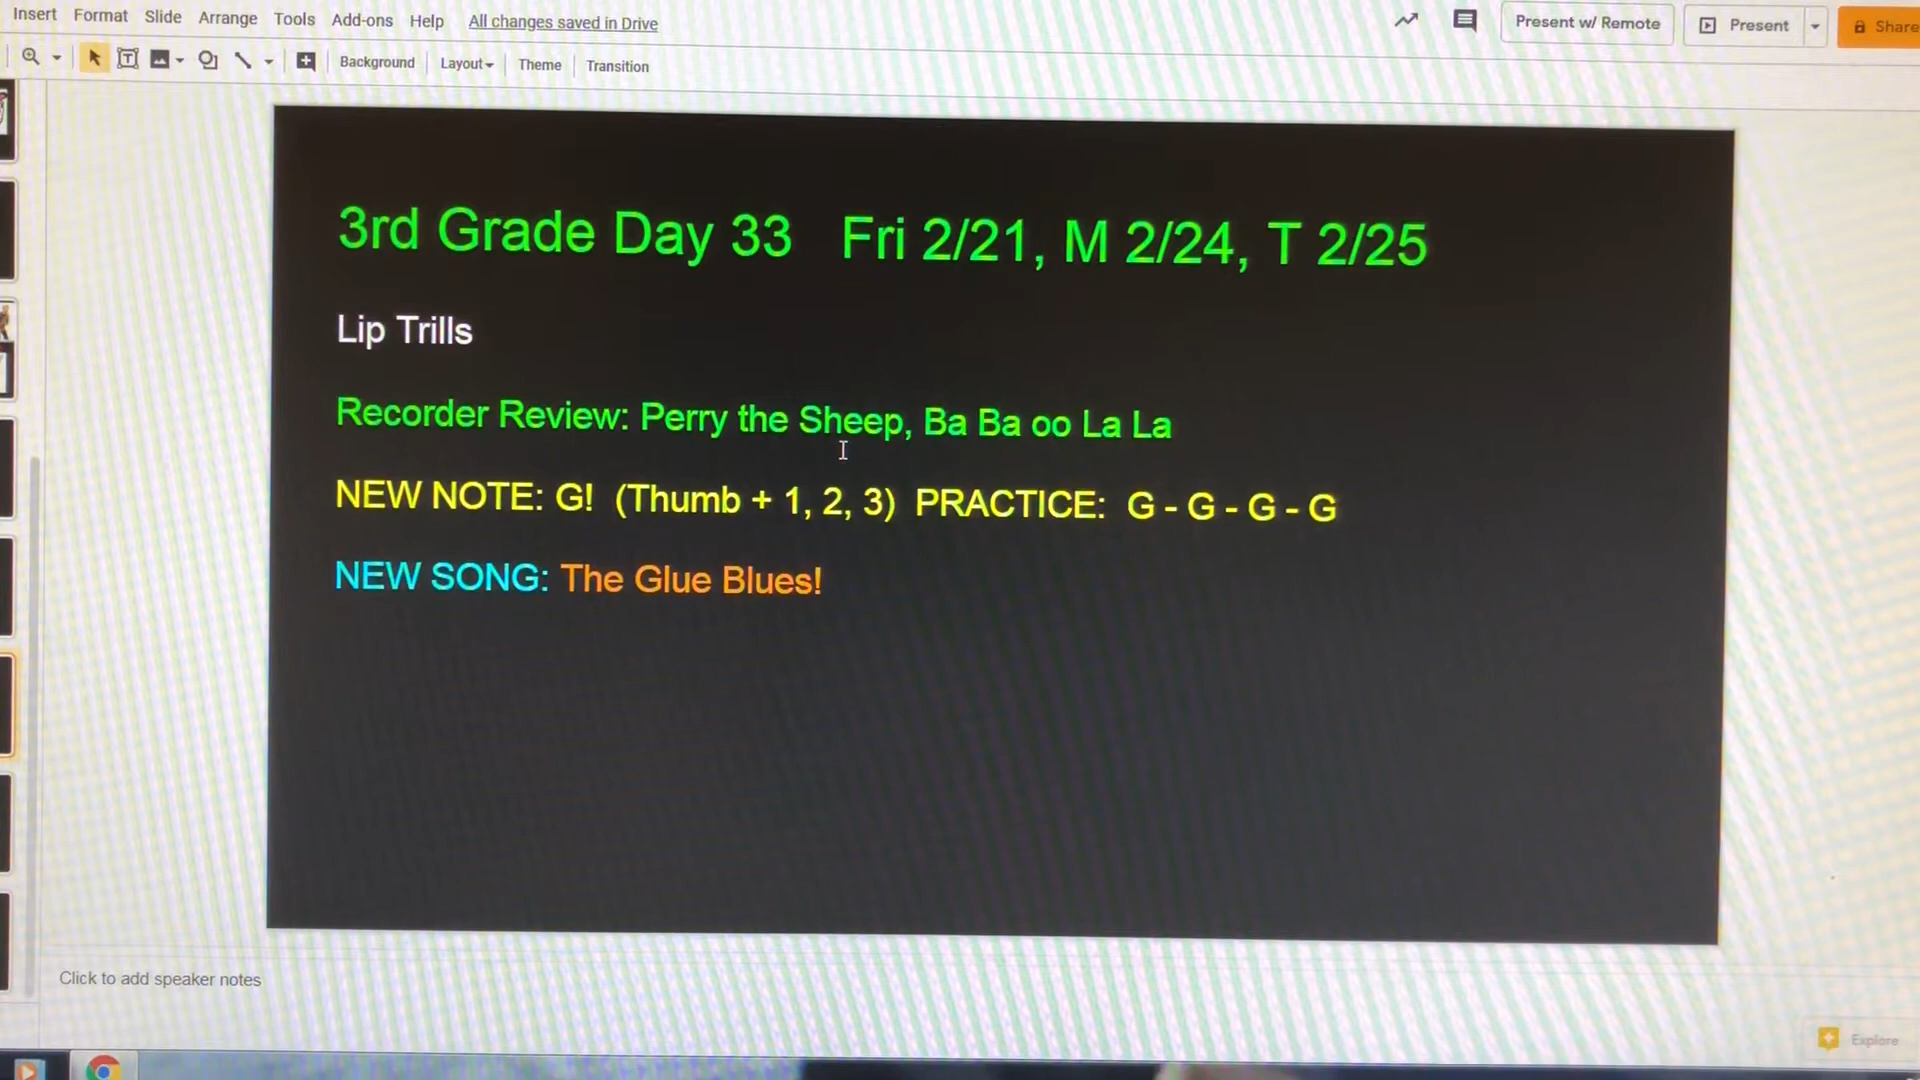 Insert Format Slide Arrange Tools Add-ons Help All changes saved in Drive Present w/ Remote Present Share
Background Layout Theme Transition
3rd Grade Day 33 Fri 2/21, M 2/24, T 2/25
Lip Trills
Recorder Review: Perry the Sheep, Ba Ba oo La La
NEW NOTE: G! (Thumb + 1, 2, 3) PRACTICE: G - G - G - G
NEW SONG: The Glue Blues!
Click to add speaker notes
Explore